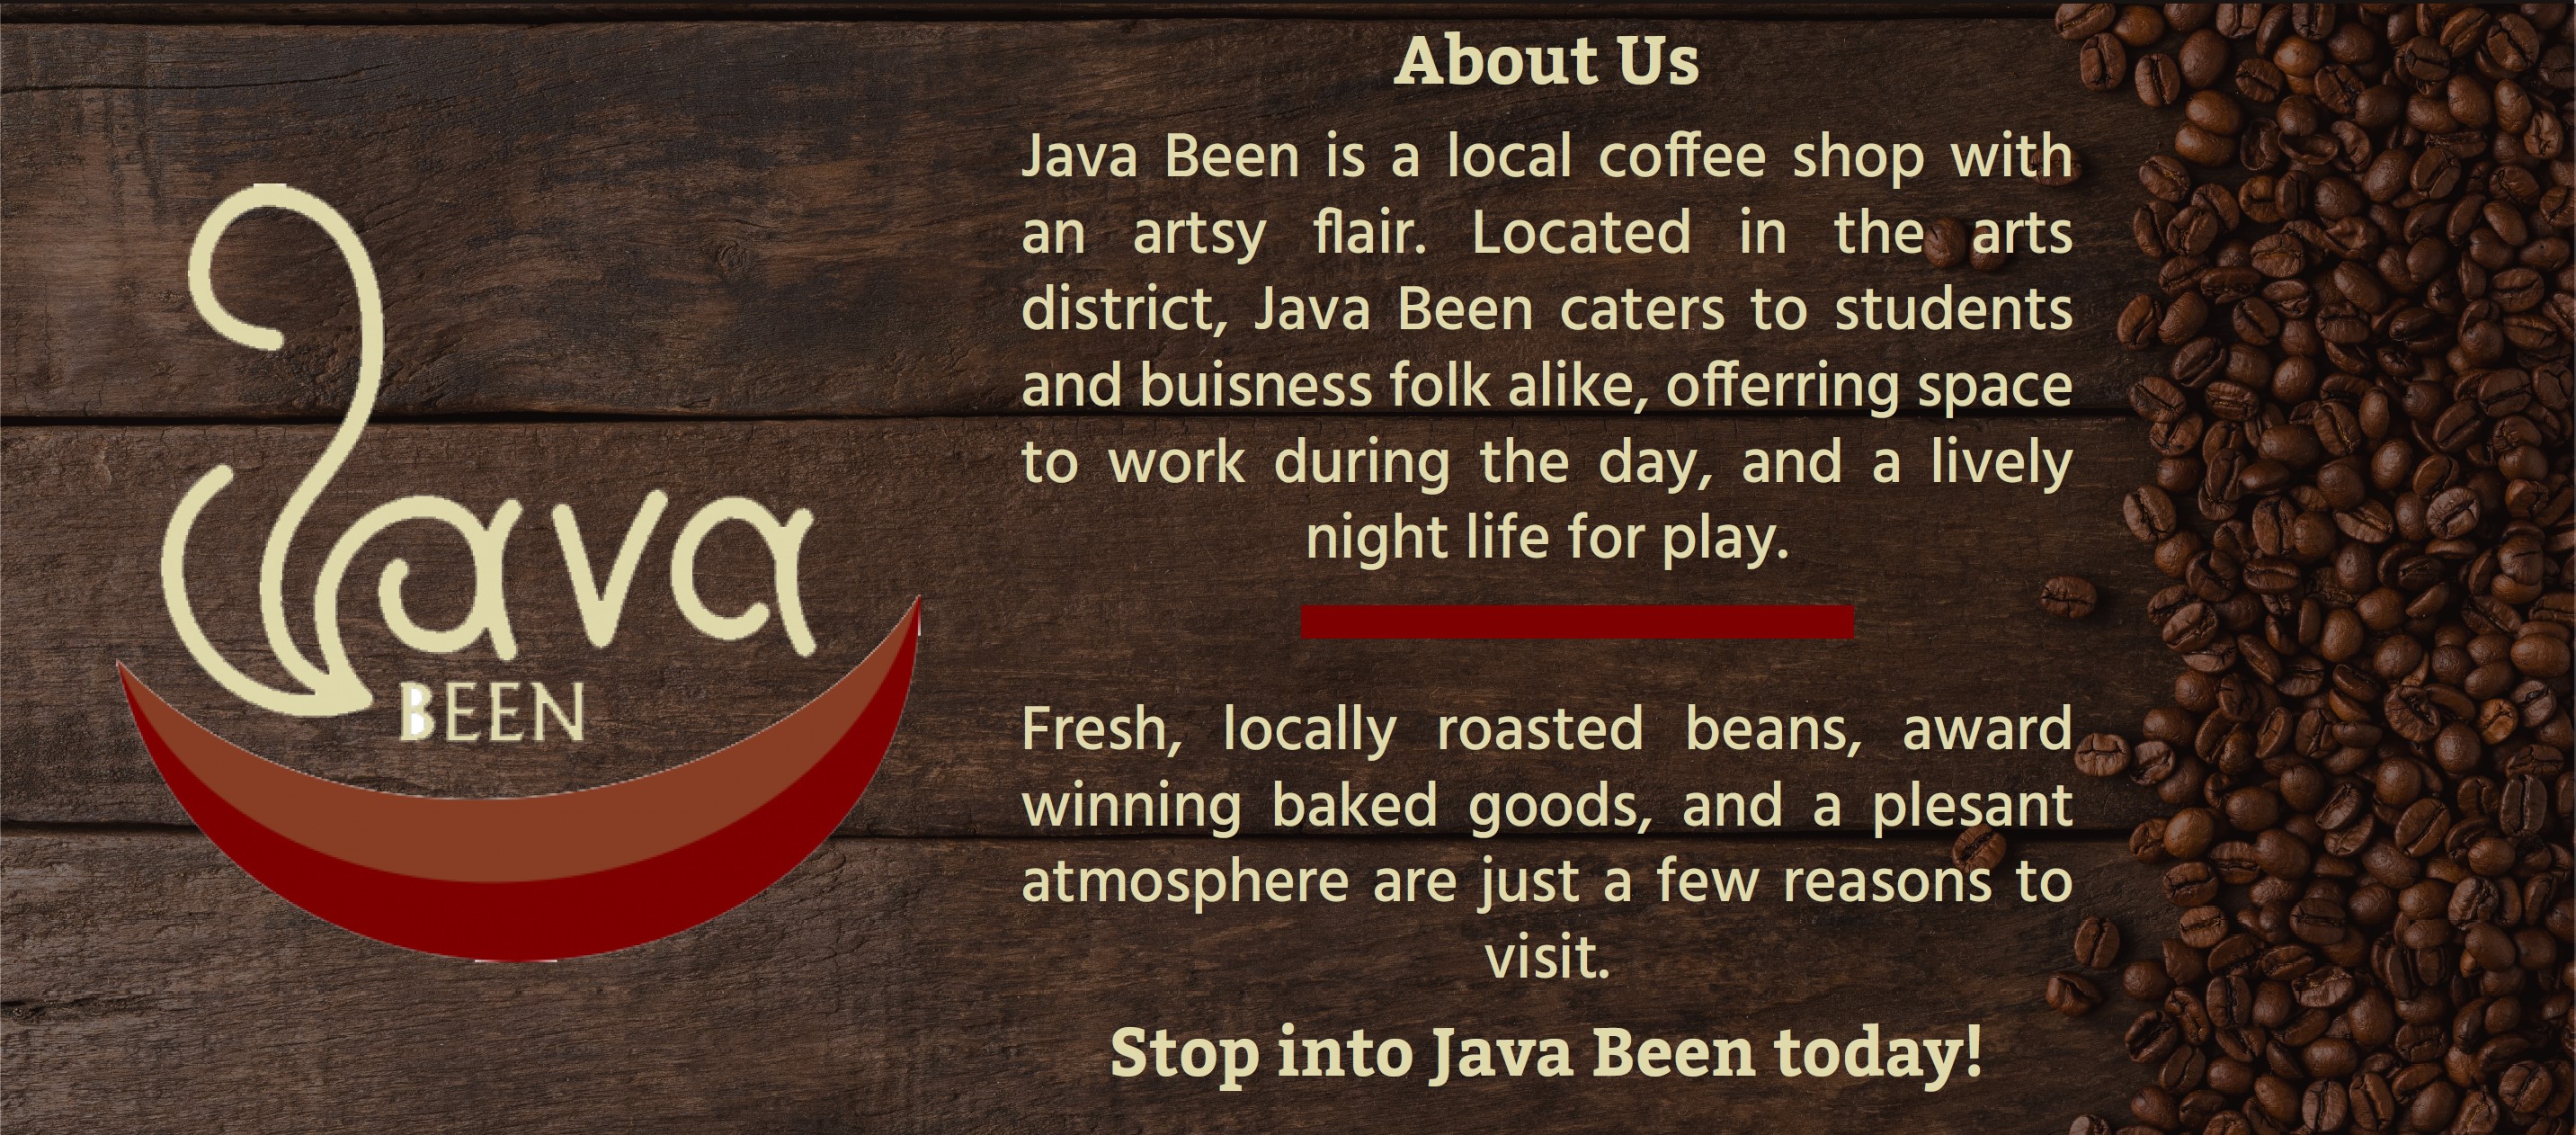 Java
BEEN
About Us
Java Been is a local coffee shop with
an artsy flair. Located in the arts
district, Java Been caters to students
and buisness folk alike, offerring space
to work during the day, and a lively
night life for play.
Fresh, locally roasted beans, award
winning baked goods, and a plesant
atmosphere are just a few reasons to
visit.
Stop into Java Been today!